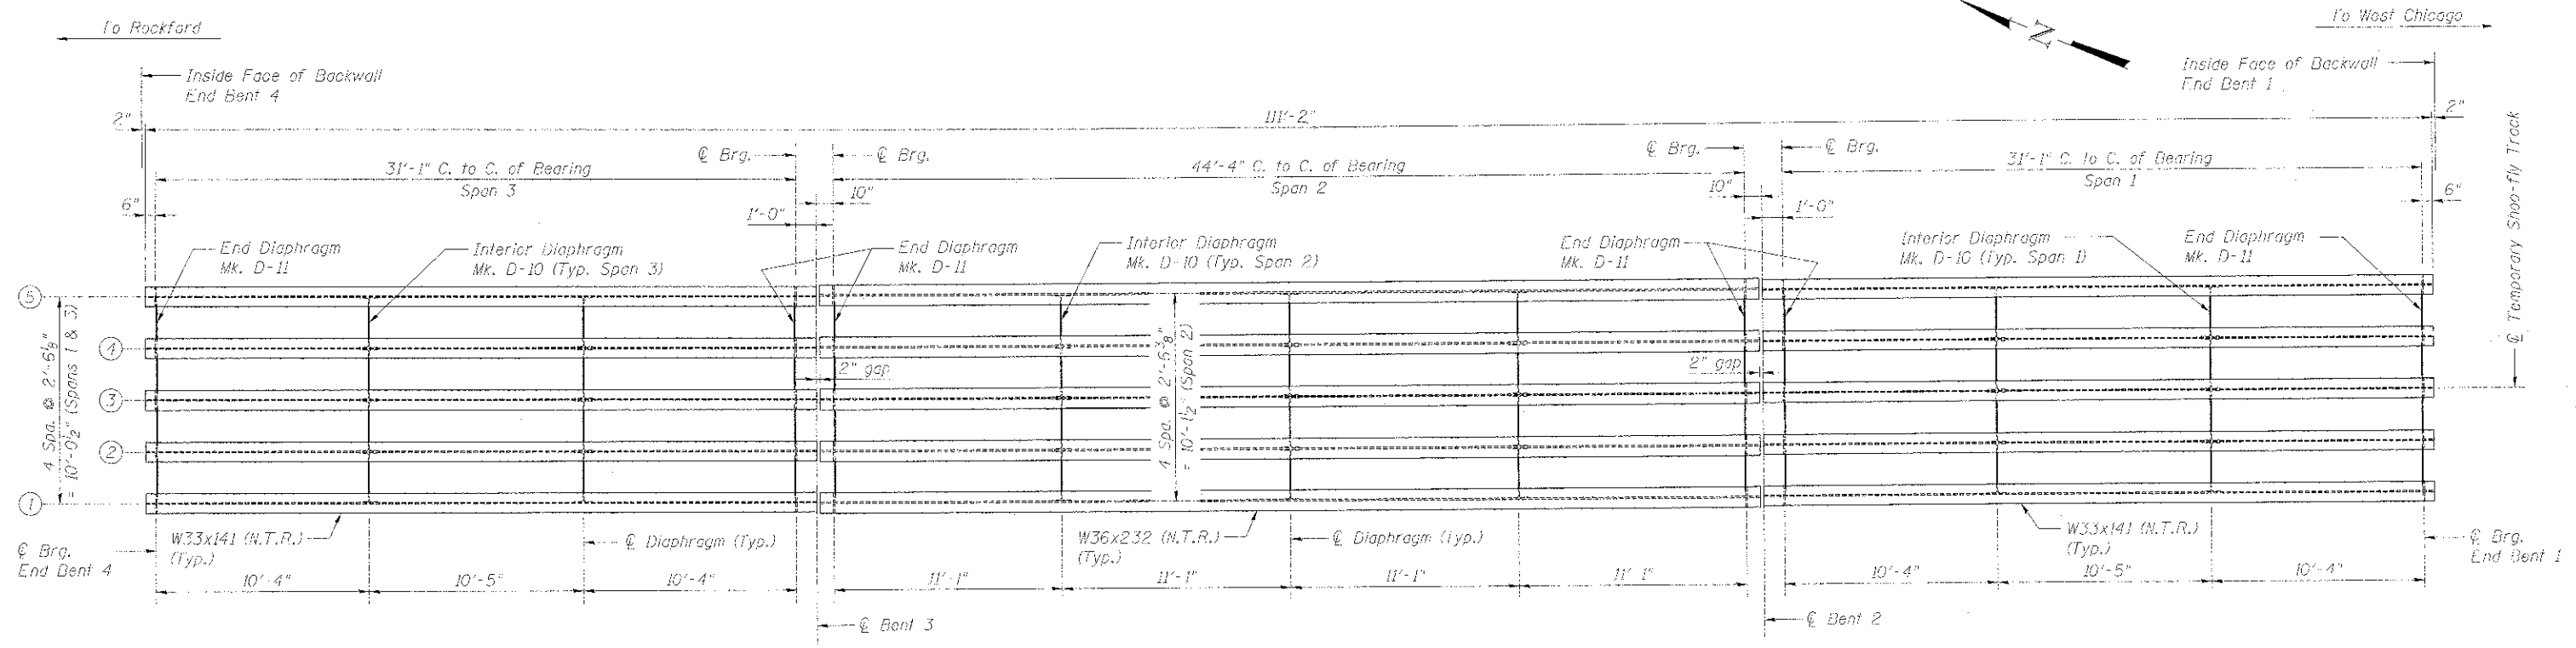 To Rockford
To West Chicago
N
Inside Face of Backwall
End Bent 4
Inside Face of Backwall
End Bent 1
2"
111'-2"
2"
℄ Brg.
℄ Brg.
℄ Brg.
℄ Brg.
31'-1" C. to C. of Bearing
Span 3
44'-4" C. to C. of Bearing
Span 2
31'-1" C. to C. of Bearing
Span 1
6"
10"
1'-0"
10"
1'-0"
6"
℄ Temporary Shoo-fly Track
End Diaphragm
Mk. D-11
Interior Diaphragm
Mk. D-10 (Typ. Span 3)
End Diaphragm
Mk. D-11
Interior Diaphragm
Mk. D-10 (Typ. Span 2)
End Diaphragm
Mk. D-11
Interior Diaphragm
Mk. D-10 (Typ. Span 1)
End Diaphragm
Mk. D-11
5
4
3
2
1
4 Spa. @ 2'-6⅛"
= 10'-0½" (Spans 1 & 3)
2" gap
4 Spa. @ 2'-6⅜"
= 10'-1½" (Span 2)
2" gap
W33x141 (N.T.R.)
(Typ.)
℄ Diaphragm (Typ.)
W36x232 (N.T.R.)
(Typ.)
℄ Diaphragm (Typ.)
W33x141 (N.T.R.)
(Typ.)
℄ Brg.
End Bent 4
℄ Brg.
End Bent 1
10'-4"
10'-5"
10'-4"
11'-1"
11'-1"
11'-1"
11'-1"
10'-4"
10'-5"
10'-4"
℄ Bent 3
℄ Bent 2